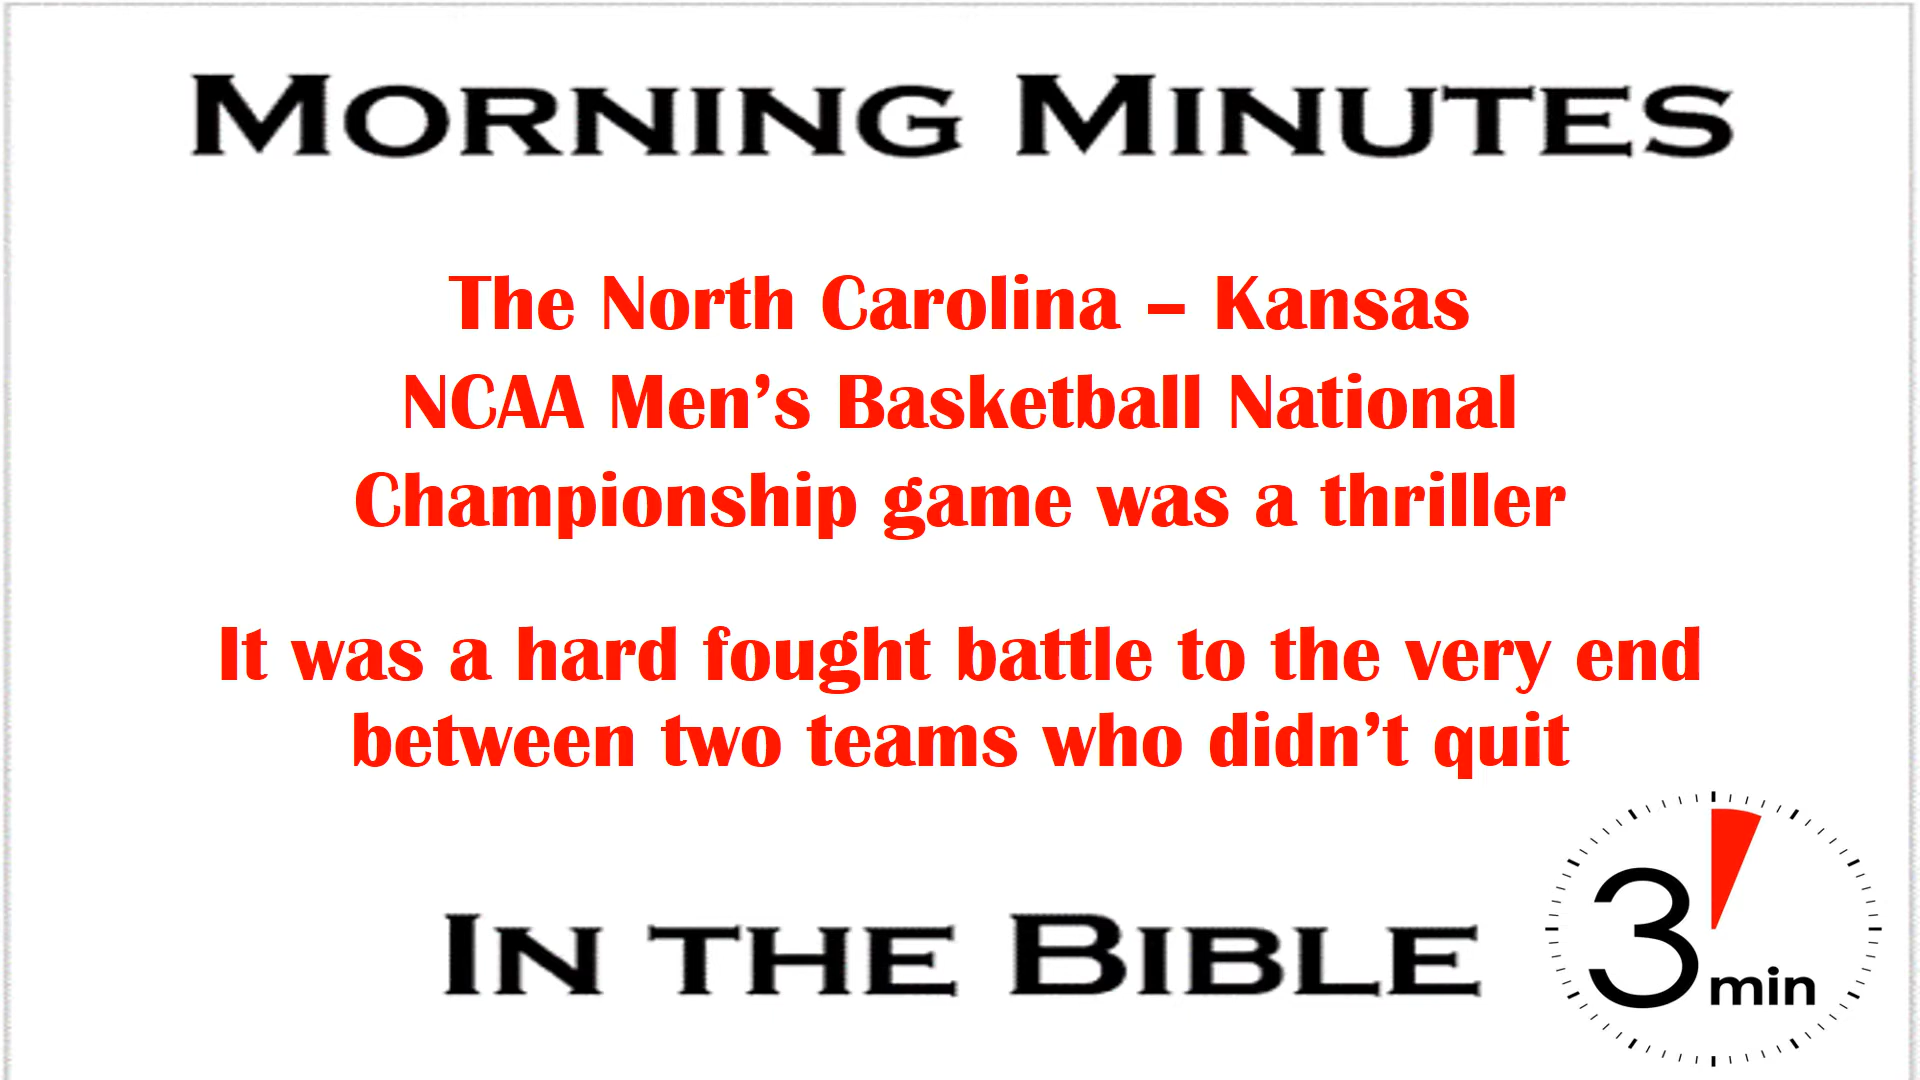 MORNING MINUTES
The North Carolina – Kansas
NCAA Men’s Basketball National
Championship game was a thriller
It was a hard fought battle to the very end
between two teams who didn’t quit
IN THE BIBLE
3 min